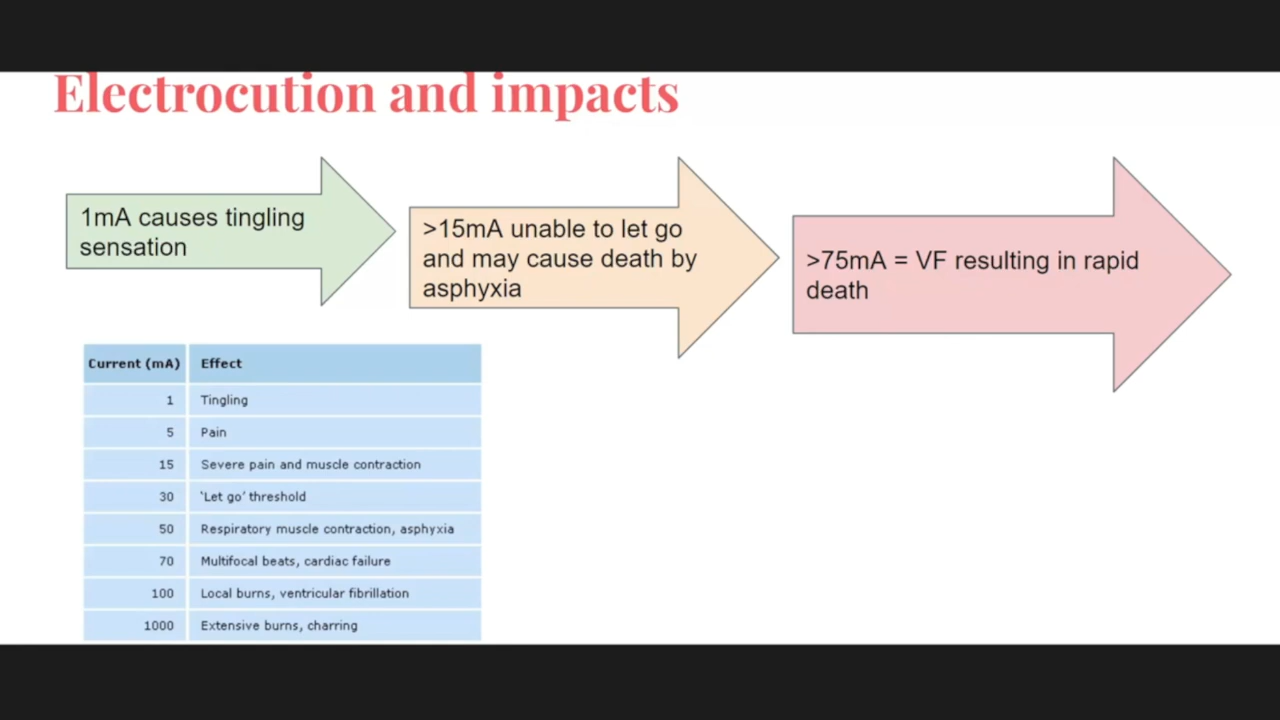 Electrocution and impacts
1mA causes tingling
sensation
>15mA unable to let go
and may cause death by
asphyxia
>75mA = VF resulting in rapid
death
Current (mA) Effect
1 Tingling
5 Pain
15 Severe pain and muscle contraction
30 ‘Let go’ threshold
50 Respiratory muscle contraction, asphyxia
70 Multifocal beats, cardiac failure
100 Local burns, ventricular fibrillation
1000 Extensive burns, charring